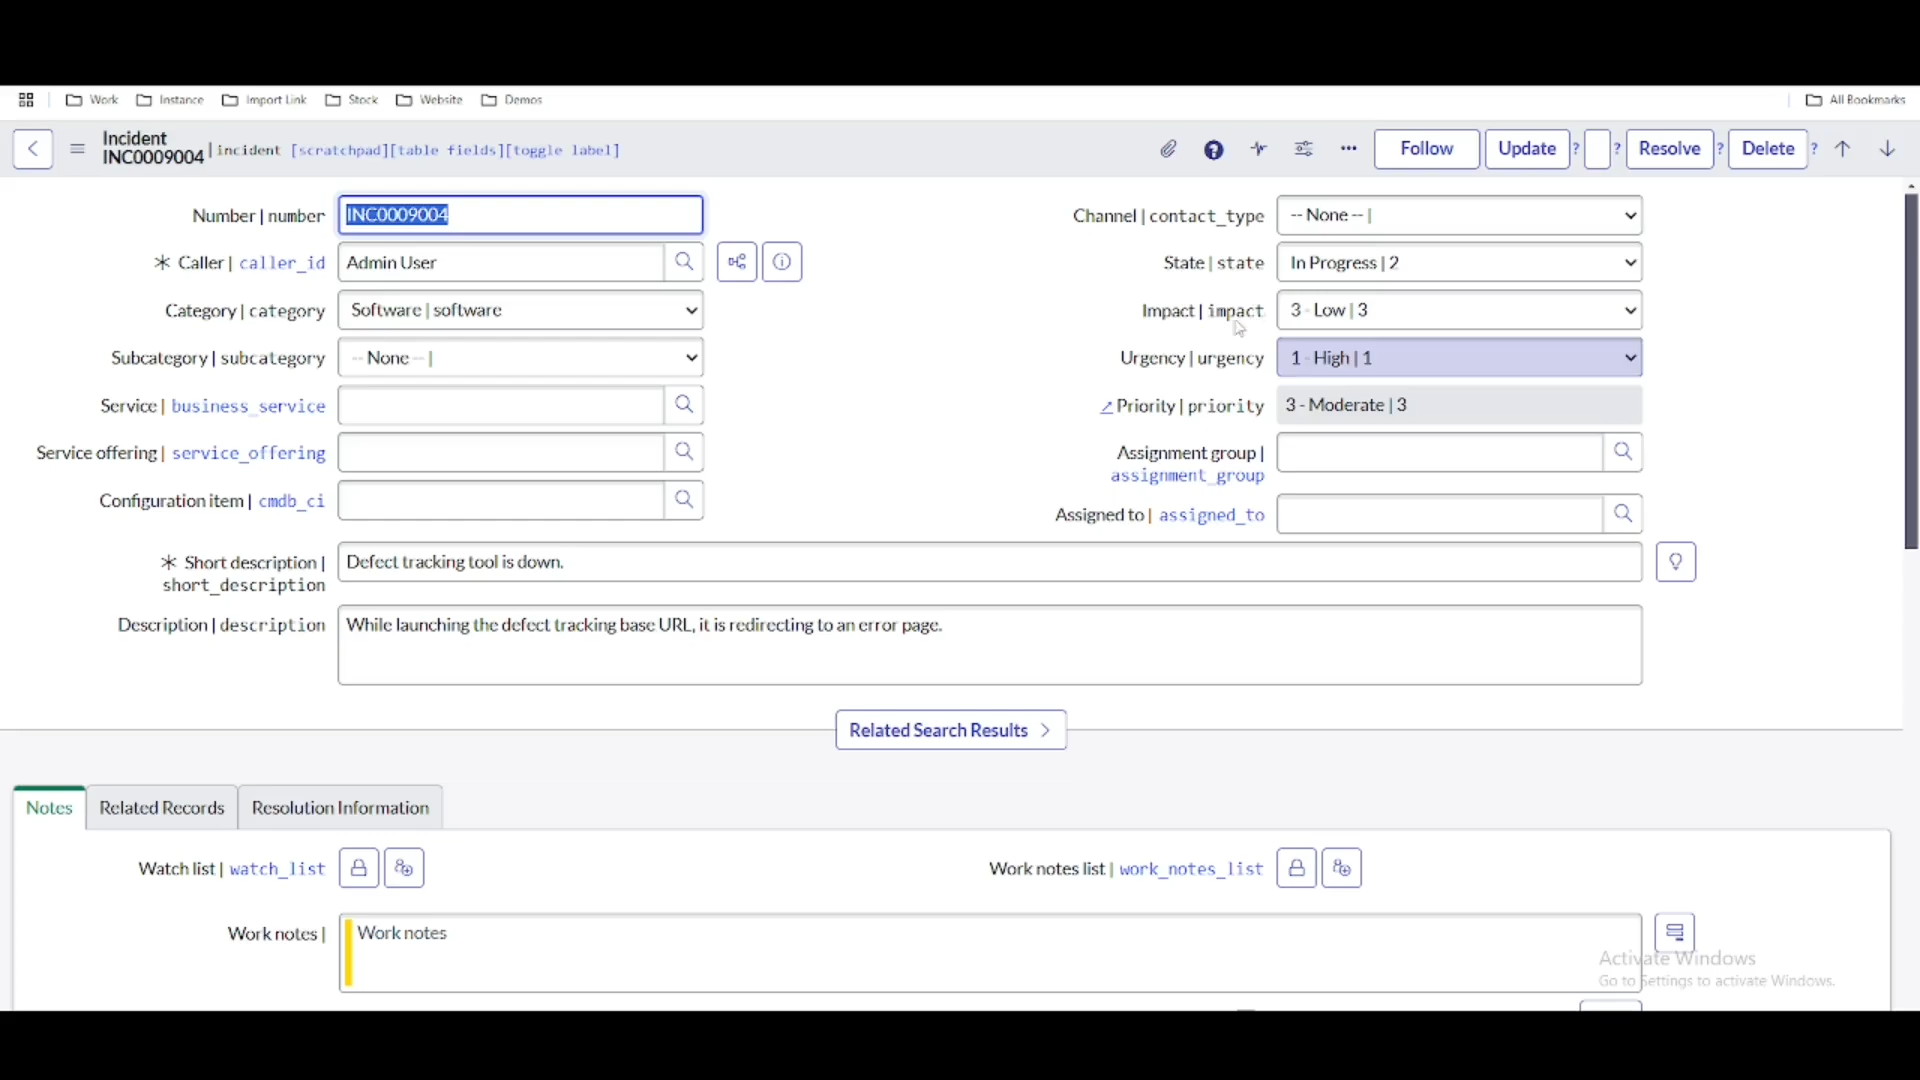 Work Instance Import Link Stock Website Demos All Bookmarks
Incident
INC0009004 | incident [scratchpad][table fields][toggle label]
Follow Update ? ? Resolve ? Delete ?
Number | number INC0009004
Channel | contact_type -- None -- |
✳ Caller | caller_id Admin User
State | state In Progress | 2
Category | category Software | software
Impact | impact 3 - Low | 3
Subcategory | subcategory -- None -- |
Urgency | urgency 1 - High | 1
Service | business_service
Priority | priority 3 - Moderate | 3
Service offering | service_offering
Assignment group |
assignment_group
Configuration item | cmdb_ci
Assigned to | assigned_to
✳ Short description |
short_description
Defect tracking tool is down.
Description | description While launching the defect tracking base URL, it is redirecting to an error page.
Related Search Results
Notes Related Records Resolution Information
Watch list | watch_list
Work notes list | work_notes_list
Work notes | Work notes
Activate Windows
Go to Settings to activate Windows.